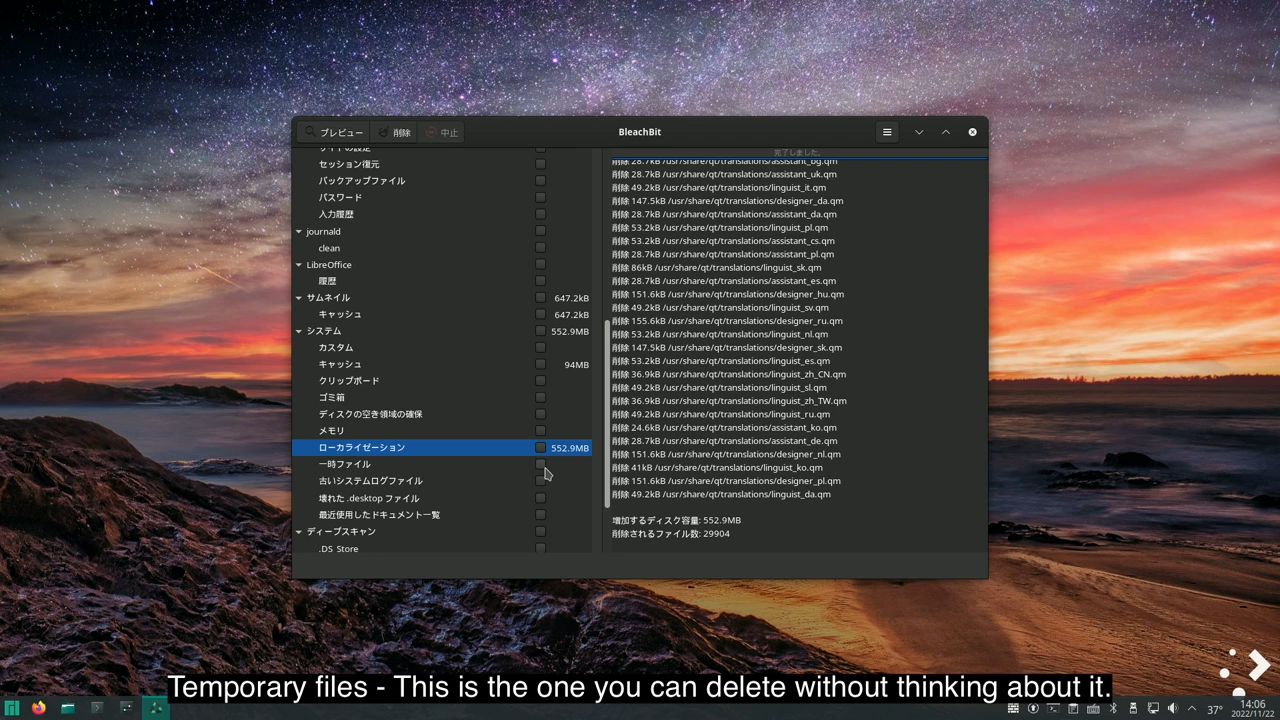 プレビュー
削除
中止
BleachBit
完了しました。
サイトの設定
セッション復元
バックアップファイル
パスワード
入力履歴
journald
clean
LibreOffice
履歴
サムネイル 647.2kB
キャッシュ 647.2kB
システム 552.9MB
カスタム
キャッシュ 94MB
クリップボード
ゴミ箱
ディスクの空き領域の確保
メモリ
ローカライゼーション 552.9MB
一時ファイル
古いシステムログファイル
壊れた .desktop ファイル
最近使用したドキュメント一覧
ディープスキャン
.DS_Store
削除 28.7kB /usr/share/qt/translations/assistant_bg.qm
削除 28.7kB /usr/share/qt/translations/assistant_uk.qm
削除 49.2kB /usr/share/qt/translations/linguist_it.qm
削除 147.5kB /usr/share/qt/translations/designer_da.qm
削除 28.7kB /usr/share/qt/translations/assistant_da.qm
削除 53.2kB /usr/share/qt/translations/linguist_pl.qm
削除 53.2kB /usr/share/qt/translations/assistant_cs.qm
削除 28.7kB /usr/share/qt/translations/assistant_pl.qm
削除 86kB /usr/share/qt/translations/linguist_sk.qm
削除 28.7kB /usr/share/qt/translations/assistant_es.qm
削除 151.6kB /usr/share/qt/translations/designer_hu.qm
削除 49.2kB /usr/share/qt/translations/linguist_sv.qm
削除 155.6kB /usr/share/qt/translations/designer_ru.qm
削除 53.2kB /usr/share/qt/translations/linguist_nl.qm
削除 147.5kB /usr/share/qt/translations/designer_sk.qm
削除 53.2kB /usr/share/qt/translations/linguist_es.qm
削除 36.9kB /usr/share/qt/translations/linguist_zh_CN.qm
削除 49.2kB /usr/share/qt/translations/linguist_sl.qm
削除 36.9kB /usr/share/qt/translations/linguist_zh_TW.qm
削除 49.2kB /usr/share/qt/translations/linguist_ru.qm
削除 24.6kB /usr/share/qt/translations/assistant_ko.qm
削除 28.7kB /usr/share/qt/translations/assistant_de.qm
削除 151.6kB /usr/share/qt/translations/designer_nl.qm
削除 41kB /usr/share/qt/translations/linguist_ko.qm
削除 151.6kB /usr/share/qt/translations/designer_pl.qm
削除 49.2kB /usr/share/qt/translations/linguist_da.qm
増加するディスク容量: 552.9MB
削除されるファイル数: 29904
Temporary files - This is the one you can delete without thinking about it.
37°
14:06
2022/11/22